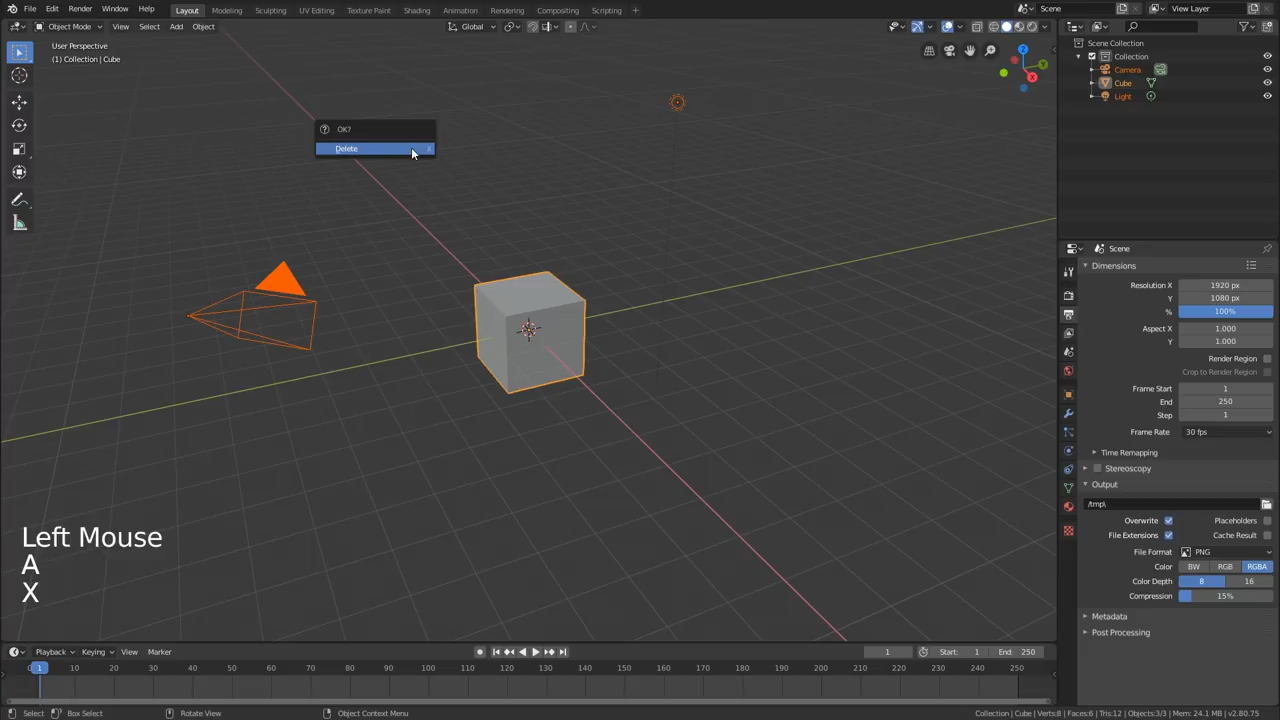 File Edit Render Window Help Layout Modeling Sculpting UV Editing Texture Paint Shading Animation Rendering Compositing Scripting + Scene View Layer
Object Mode View Select Add Object Global
User Perspective
(1) Collection | Cube
OK?
Delete X
Z
Y
X
Scene Collection
Collection
Camera
Cube
Light
Scene
Dimensions
Resolution X 1920 px
Y 1080 px
% 100%
Aspect X 1.000
Y 1.000
Render Region
Crop to Render Region
Frame Start 1
End 250
Step 1
Frame Rate 30 fps
Time Remapping
Stereoscopy
Output
/tmp\
Overwrite Placeholders
File Extensions Cache Result
File Format PNG
Color BW RGB RGBA
Color Depth 8 16
Compression 15%
Metadata
Post Processing
Left Mouse
A
X
Playback Keying View Marker 1 Start: 1 End: 250
0 1 10 20 30 40 50 60 70 80 90 100 110 120 130 140 150 160 170 180 190 200 210 220 230 240 250
Select Box Select Rotate View Object Context Menu Collection | Cube | Verts:8 | Faces:6 | Tris:12 | Objects:3/3 | Mem: 24.1 MB | v2.80.75